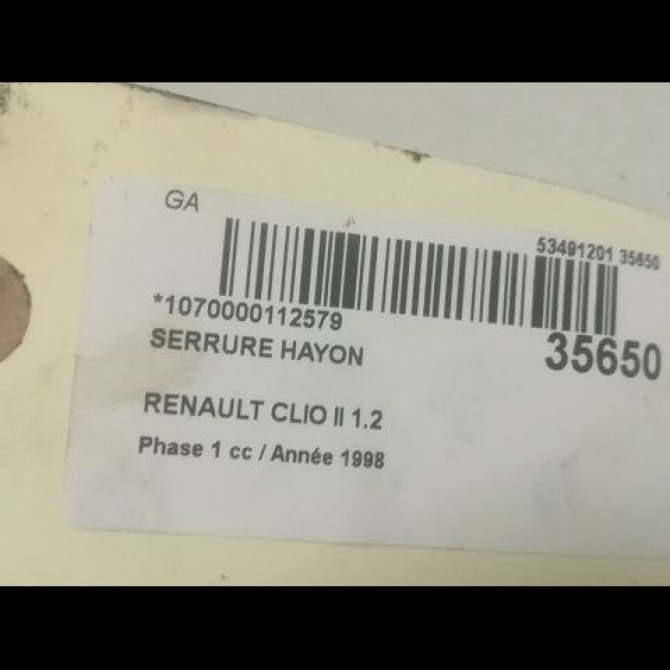 GA
53491201 35650
*1070000112579
SERRURE HAYON
35650
RENAULT CLIO II 1.2
Phase 1 cc / Année 1998